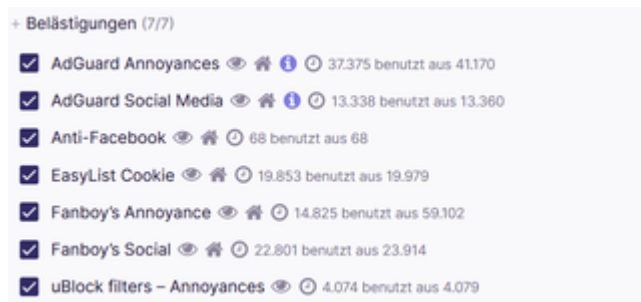 + Belästigungen (7/7)
AdGuard Annoyances 37.375 benutzt aus 41.170
AdGuard Social Media 13.338 benutzt aus 13.360
Anti-Facebook 68 benutzt aus 68
EasyList Cookie 19.853 benutzt aus 19.979
Fanboy's Annoyance 14.825 benutzt aus 59.102
Fanboy's Social 22.801 benutzt aus 23.914
uBlock filters – Annoyances 4.074 benutzt aus 4.079